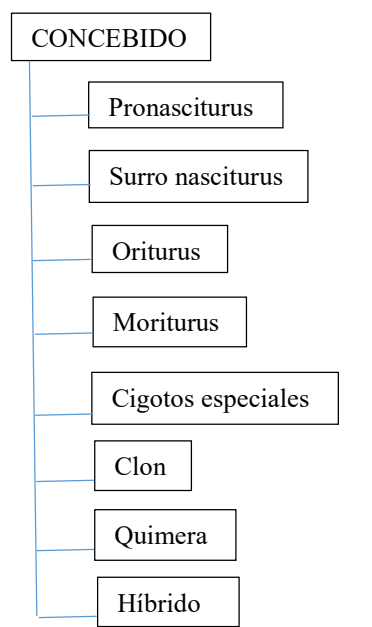 CONCEBIDO
Pronasciturus
Surro nasciturus
Oriturus
Moriturus
Cigotos especiales
Clon
Quimera
Híbrido